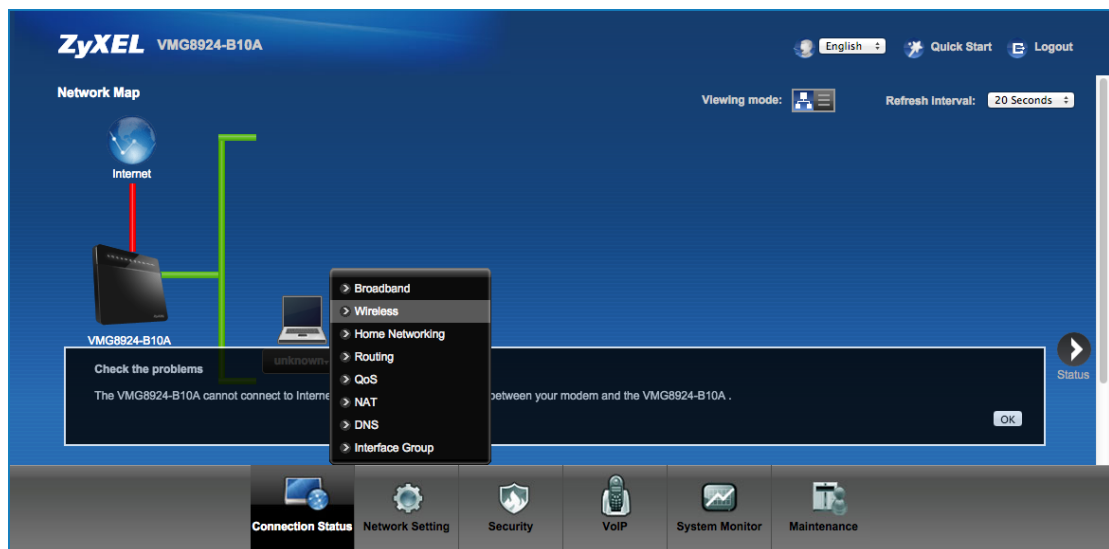 ZyXEL VMG8924-B10A
English Quick Start Logout
Network Map
Viewing mode: Refresh Interval: 20 Seconds
Internet
VMG8924-B10A
unknown
Broadband
Wireless
Home Networking
Routing
QoS
NAT
DNS
Interface Group
Check the problems
The VMG8924-B10A cannot connect to Interne between your modem and the VMG8924-B10A .
OK
Status
Connection Status Network Setting Security VoIP System Monitor Maintenance